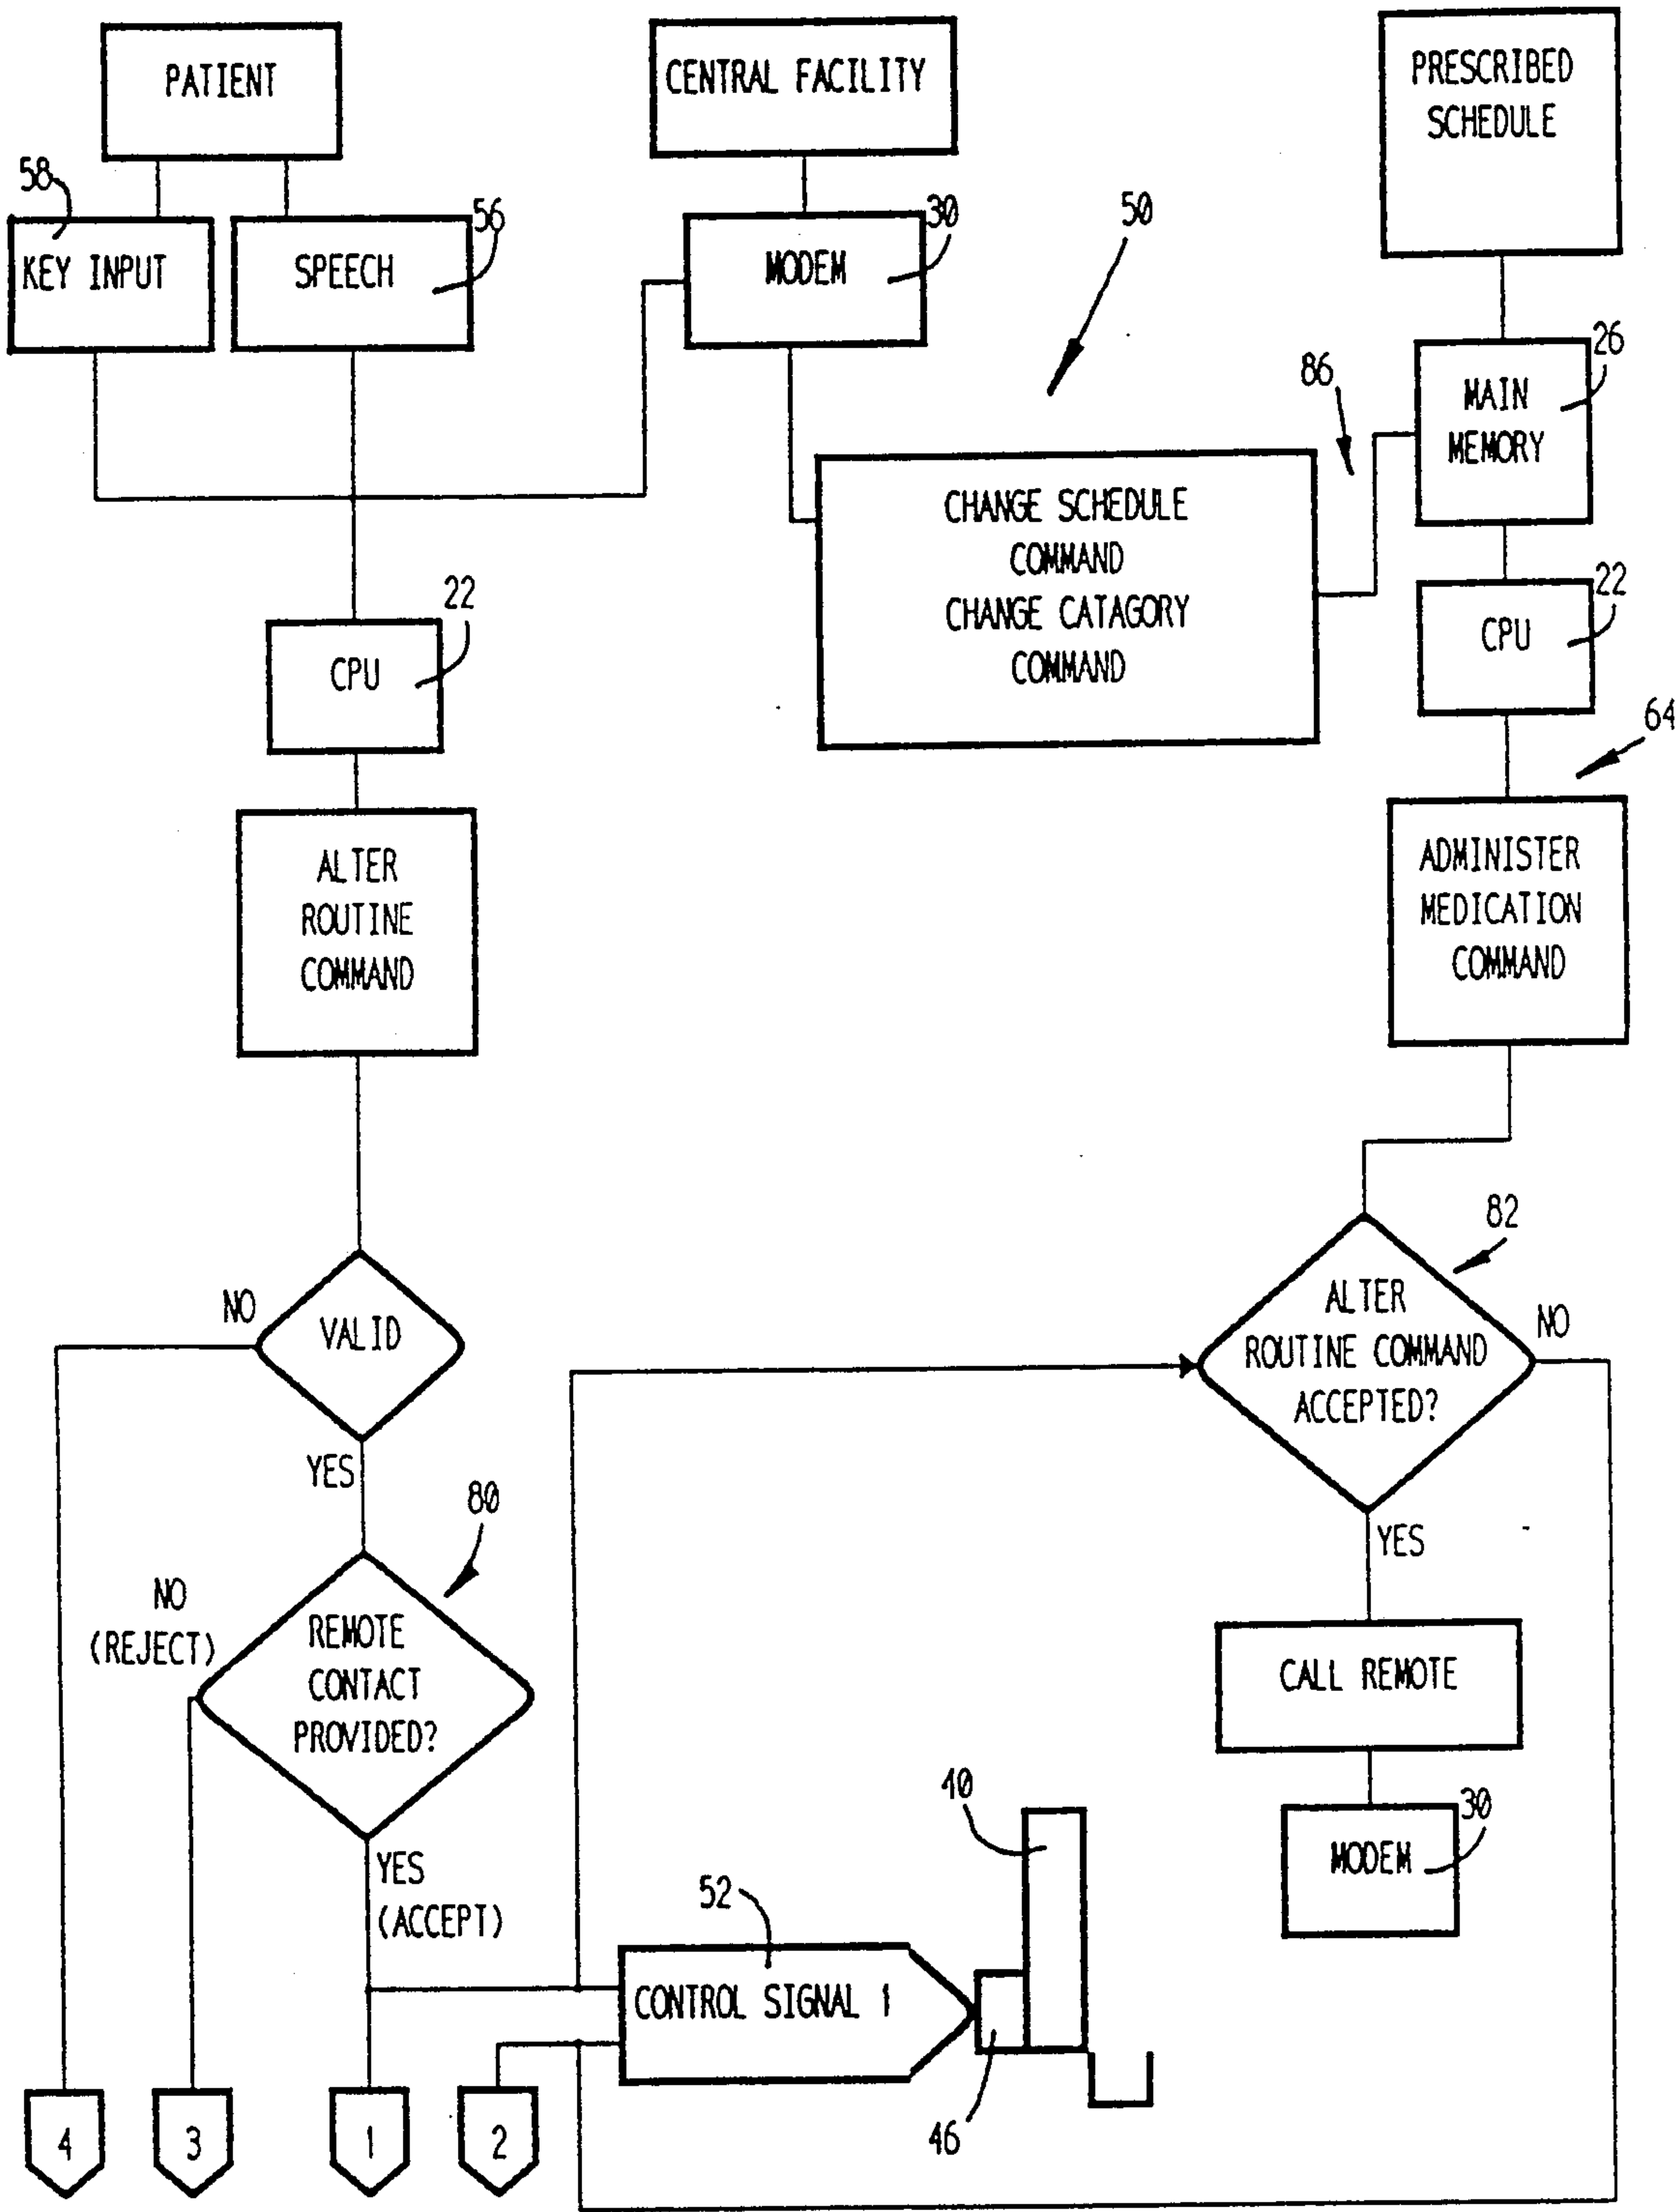 PATIENT
CENTRAL FACILITY
PRESCRIBED
SCHEDULE
58
KEY INPUT
56
SPEECH
30
MODEM
50
86
26
MAIN
MEMORY
CHANGE SCHEDULE
COMMAND
CHANGE CATAGORY
COMMAND
22
CPU
22
CPU
64
ALTER
ROUTINE
COMMAND
ADMINISTER
MEDICATION
COMMAND
82
NO
VALID
YES
ALTER
ROUTINE COMMAND
ACCEPTED?
NO
YES
80
NO
(REJECT)
REMOTE
CONTACT
PROVIDED?
YES
(ACCEPT)
CALL REMOTE
30
MODEM
40
52
CONTROL SIGNAL 1
46
4
3
1
2